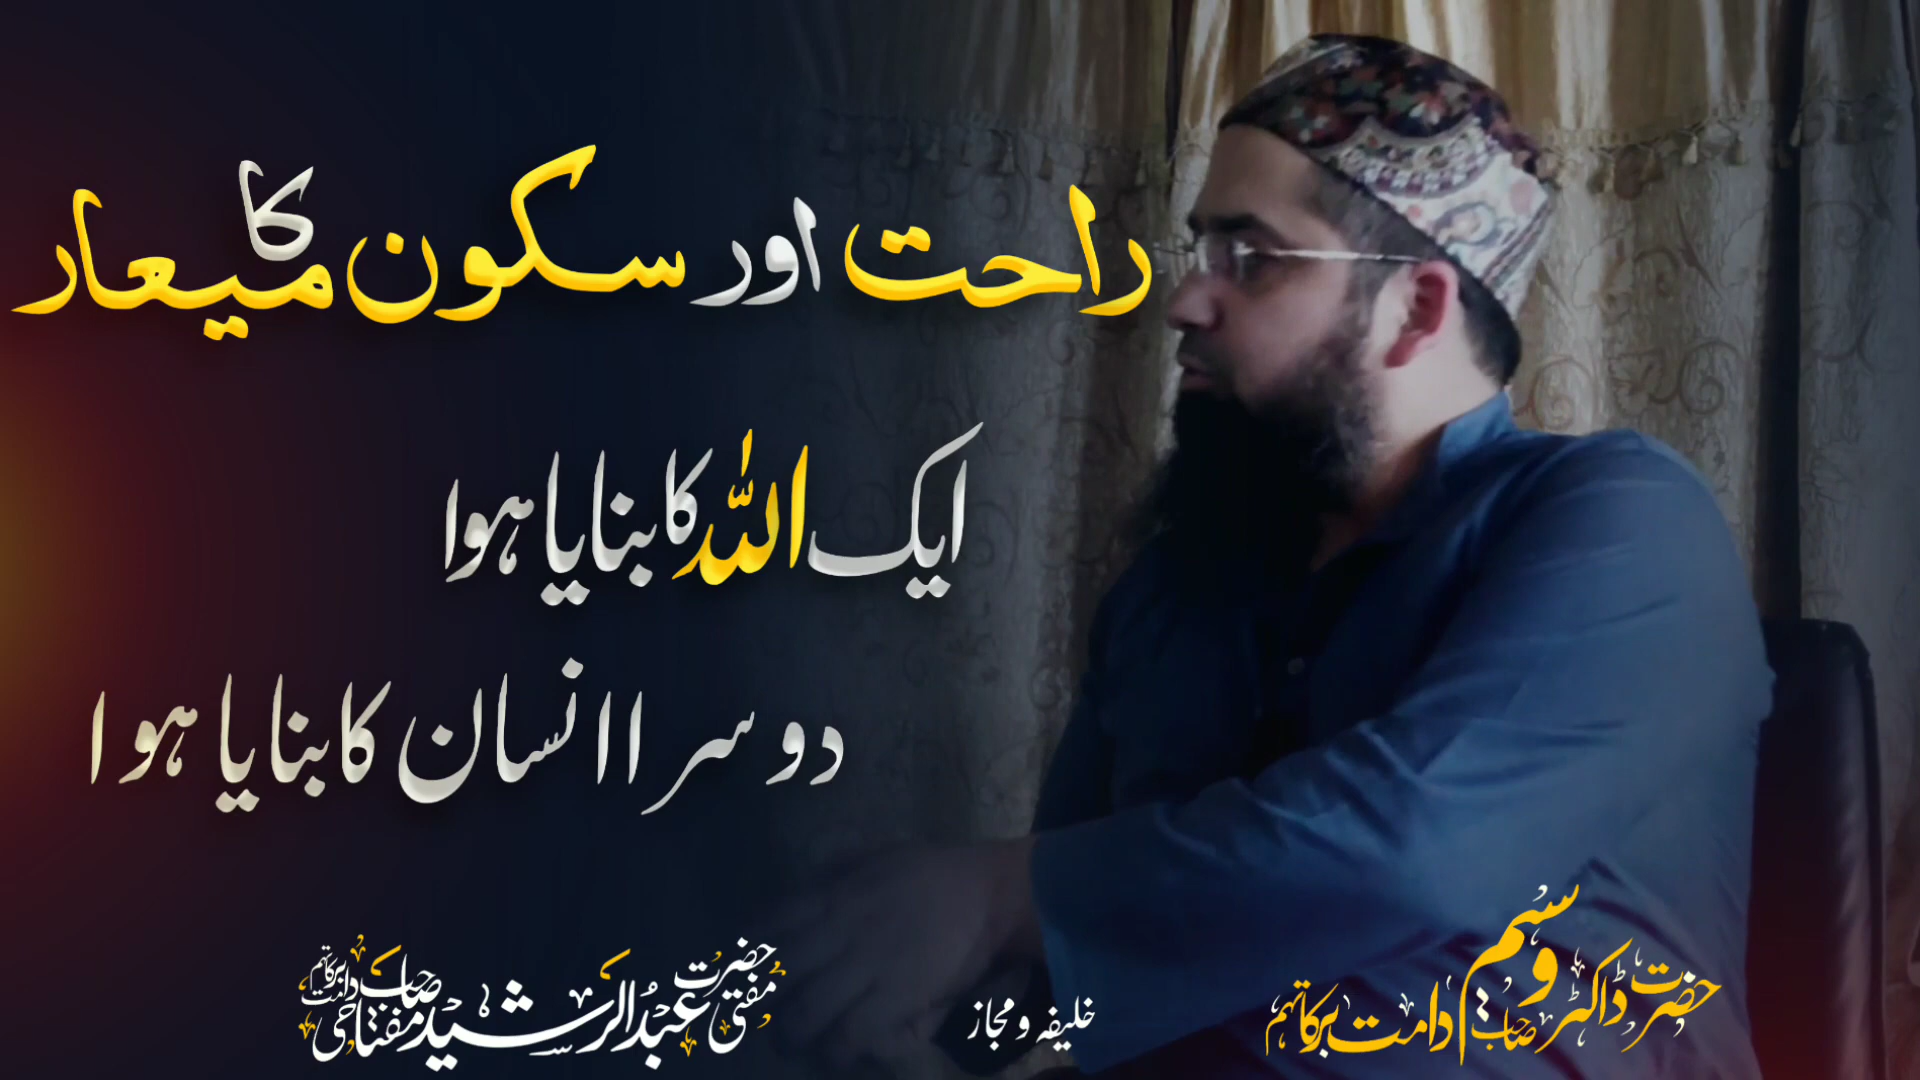 راحت اور سکون کا میعار
ایک اللہ کا بنایا ہوا
دوسرا انسان کا بنایا ہوا
حضرت ڈاکٹر وسیم صاحب دامت برکاتہم
خلیفہ و مجاز
حضرت مفتی عبدالرشید مفتاحی صاحب دامت برکاتہم